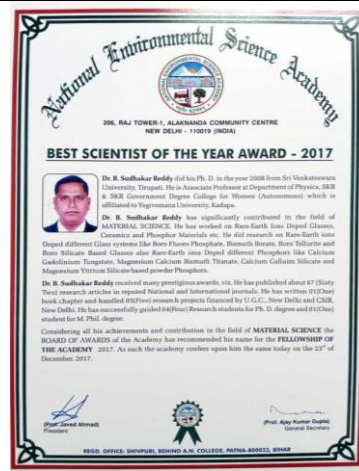 National Environmental Science Academy
206, RAJ TOWER-1, ALAKNANDA COMMUNITY CENTRE
NEW DELHI - 110019 (INDIA)
BEST SCIENTIST OF THE YEAR AWARD - 2017
Dr. B. Sudhakar Reddy did his Ph. D. in the year 2008 from Sri Venkateswara
University, Tirupati. He is Associate Professor at Department of Physics, SKR
& SKR Government Degree College for Women (Autonomous) which is
affiliated to Yogivemana University, Kadapa.
Dr. B. Sudhakar Reddy has significantly contributed in the field of
MATERIAL SCIENCE. He has worked on Rare-Earth Ions Doped Glasses,
Ceramics and Phosphor Materials etc. He did research on Rare-Earth Ions
Doped different Glass systems like Boro Fluoro Phosphate, Bismuth Borate, Boro Tellurite and
Boro Silicate Based Glasses also Rare-Earth Ions doped different Phosphors like Calcium
Gadolinium Tungstate, Magnesium Calcium Bismuth Titanate, Calcium Galluim Silicate and
Magnesium Yttrium Silicate based powder Phosphors.
Dr. B. Sudhakar Reddy received many prestigious awards, viz. He has published about 67 (Sixty
Two) research articles in reputed National and International journals. He has written 01(One)
book chapter and handled 05(Five) research projects financed by U.G.C., New Delhi and CSIR,
New Delhi. He has successfully guided 04(Four) Research students for Ph. D. degree and 01(One)
student for M. Phil. degree.
Considering all his achievements and contribution in the field of MATERIAL SCIENCE the
BOARD OF AWARDS of the Academy has recommended his name for the FELLOWSHIP OF
THE ACADEMY 2017. As such the academy confers upon him the same today on the 23rd of
December, 2017.
(Prof. Javed Ahmad)
President
(Prof. Ajay Kumar Gupta)
General Secretary
REGD. OFFICE: SHIVPURI, BEHIND A.N. COLLEGE, PATNA-800023, BIHAR